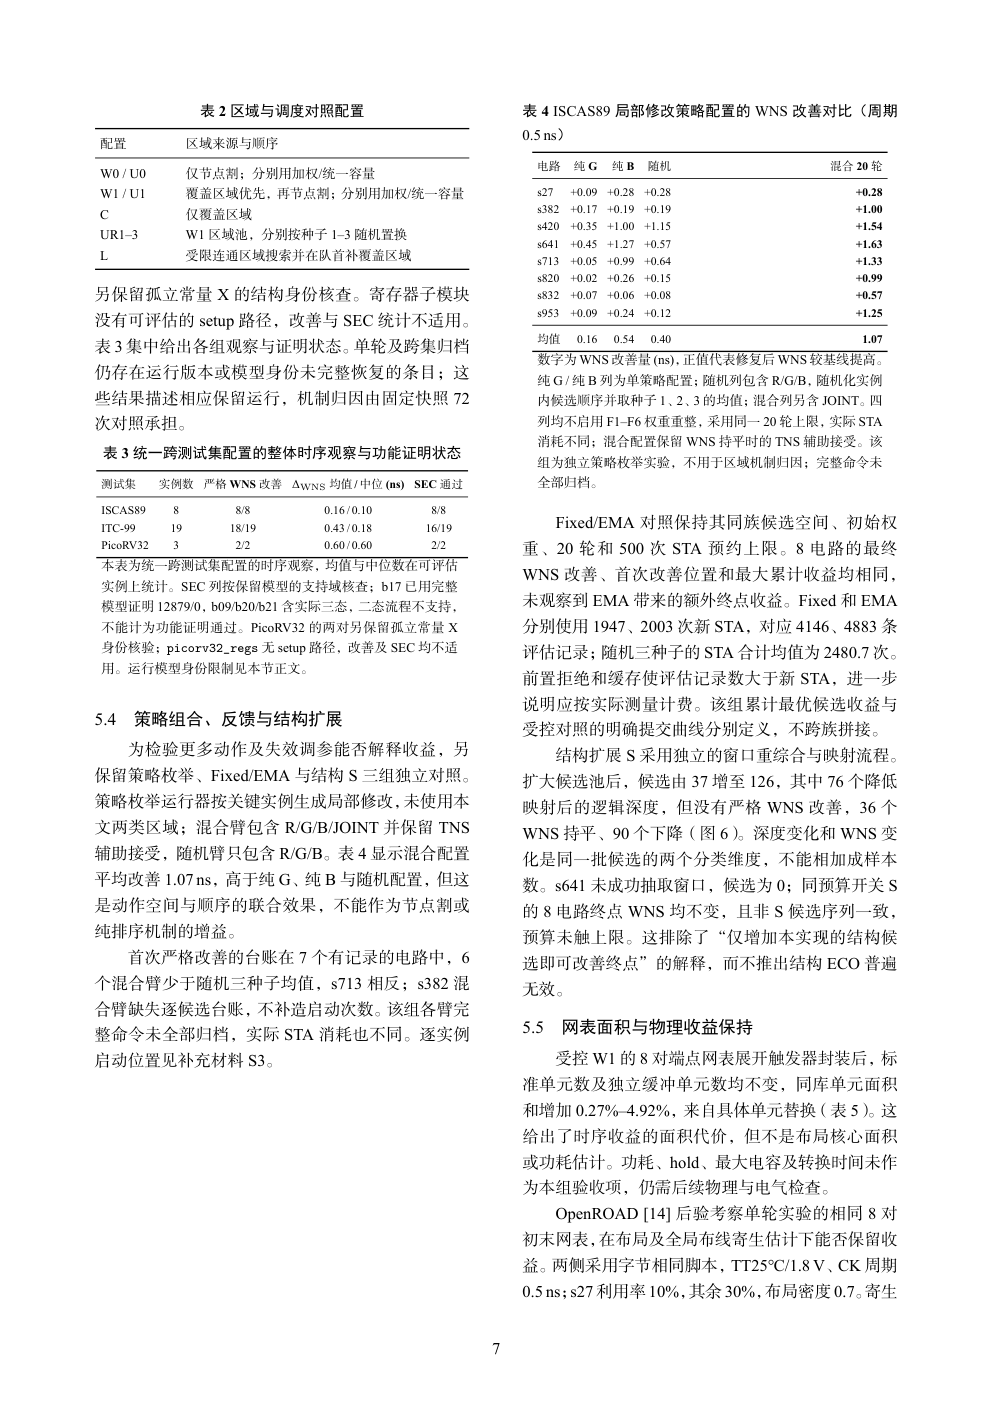 表 2 区域与调度对照配置
配置 区域来源与顺序
W0 / U0 仅节点割；分别用加权/统一容量
W1 / U1 覆盖区域优先，再节点割；分别用加权/统一容量
C 仅覆盖区域
UR1–3 W1 区域池，分别按种子 1–3 随机置换
L 受限连通区域搜索并在队首补覆盖区域
另保留孤立常量 X 的结构身份核查。寄存器子模块
没有可评估的 setup 路径，改善与 SEC 统计不适用。
表 3 集中给出各组观察与证明状态。单轮及跨集归档
仍存在运行版本或模型身份未完整恢复的条目；这
些结果描述相应保留运行，机制归因由固定快照 72
次对照承担。
表 3 统一跨测试集配置的整体时序观察与功能证明状态
测试集 实例数 严格 WNS 改善 ΔWNS 均值 / 中位 (ns) SEC 通过
ISCAS89 8 8/8 0.16 / 0.10 8/8
ITC-99 19 18/19 0.43 / 0.18 16/19
PicoRV32 3 2/2 0.60 / 0.60 2/2
本表为统一跨测试集配置的时序观察，均值与中位数在可评估
实例上统计。SEC 列按保留模型的支持域核查；b17 已用完整
模型证明 12879/0，b09/b20/b21 含实际三态，二态流程不支持，
不能计为功能证明通过。PicoRV32 的两对另保留孤立常量 X
身份核验；picorv32_regs 无 setup 路径，改善及 SEC 均不适
用。运行模型身份限制见本节正文。
5.4 策略组合、反馈与结构扩展
为检验更多动作及失效调参能否解释收益，另
保留策略枚举、Fixed/EMA 与结构 S 三组独立对照。
策略枚举运行器按关键实例生成局部修改，未使用本
文两类区域；混合臂包含 R/G/B/JOINT 并保留 TNS
辅助接受，随机臂只包含 R/G/B。表 4 显示混合配置
平均改善 1.07 ns，高于纯 G、纯 B 与随机配置，但这
是动作空间与顺序的联合效果，不能作为节点割或
纯排序机制的增益。
首次严格改善的台账在 7 个有记录的电路中，6
个混合臂少于随机三种子均值，s713 相反；s382 混
合臂缺失逐候选台账，不补造启动次数。该组各臂完
整命令未全部归档，实际 STA 消耗也不同。逐实例
启动位置见补充材料 S3。
表 4 ISCAS89 局部修改策略配置的 WNS 改善对比（周期
0.5 ns）
电路 纯 G 纯 B 随机 混合 20 轮
s27 +0.09 +0.28 +0.28 +0.28
s382 +0.17 +0.19 +0.19 +1.00
s420 +0.35 +1.00 +1.15 +1.54
s641 +0.45 +1.27 +0.57 +1.63
s713 +0.05 +0.99 +0.64 +1.33
s820 +0.02 +0.26 +0.15 +0.99
s832 +0.07 +0.06 +0.08 +0.57
s953 +0.09 +0.24 +0.12 +1.25
均值 0.16 0.54 0.40 1.07
数字为 WNS 改善量 (ns)，正值代表修复后 WNS 较基线提高。
纯 G / 纯 B 列为单策略配置；随机列包含 R/G/B，随机化实例
内候选顺序并取种子 1、2、3 的均值；混合列另含 JOINT。四
列均不启用 F1–F6 权重重整，采用同一 20 轮上限，实际 STA
消耗不同；混合配置保留 WNS 持平时的 TNS 辅助接受。该
组为独立策略枚举实验，不用于区域机制归因；完整命令未
全部归档。
Fixed/EMA 对照保持其同族候选空间、初始权
重、20 轮和 500 次 STA 预约上限。8 电路的最终
WNS 改善、首次改善位置和最大累计收益均相同，
未观察到 EMA 带来的额外终点收益。Fixed 和 EMA
分别使用 1947、2003 次新 STA，对应 4146、4883 条
评估记录；随机三种子的 STA 合计均值为 2480.7 次。
前置拒绝和缓存使评估记录数大于新 STA，进一步
说明应按实际测量计费。该组累计最优候选收益与
受控对照的明确提交曲线分别定义，不跨族拼接。
结构扩展 S 采用独立的窗口重综合与映射流程。
扩大候选池后，候选由 37 增至 126，其中 76 个降低
映射后的逻辑深度，但没有严格 WNS 改善，36 个
WNS 持平、90 个下降（图 6）。深度变化和 WNS 变
化是同一批候选的两个分类维度，不能相加成样本
数。s641 未成功抽取窗口，候选为 0；同预算开关 S
的 8 电路终点 WNS 均不变，且非 S 候选序列一致，
预算未触上限。这排除了“仅增加本实现的结构候
选即可改善终点”的解释，而不推出结构 ECO 普遍
无效。
5.5 网表面积与物理收益保持
受控 W1 的 8 对端点网表展开触发器封装后，标
准单元数及独立缓冲单元数均不变，同库单元面积
和增加 0.27%–4.92%，来自具体单元替换（表 5）。这
给出了时序收益的面积代价，但不是布局核心面积
或功耗估计。功耗、hold、最大电容及转换时间未作
为本组验收项，仍需后续物理与电气检查。
OpenROAD [14] 后验考察单轮实验的相同 8 对
初末网表，在布局及全局布线寄生估计下能否保留收
益。两侧采用字节相同脚本，TT25℃/1.8 V、CK 周期
0.5 ns；s27 利用率 10%，其余 30%，布局密度 0.7。寄生
7